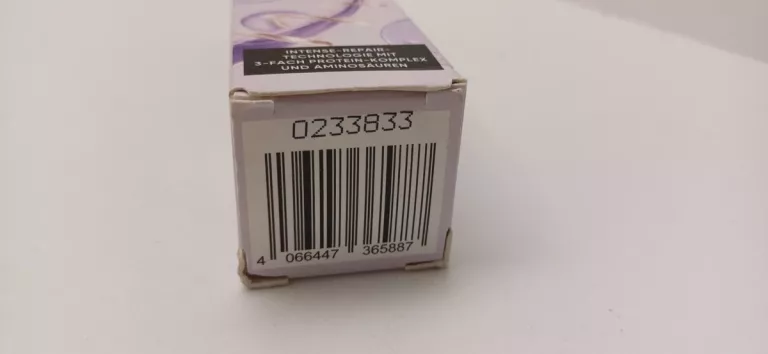 INTENSE-REPAIR-
TECHNOLOGIE MIT
3-FACH PROTEIN-KOMPLEX
UND AMINOSÄUREN
0233833
4 066447 365887